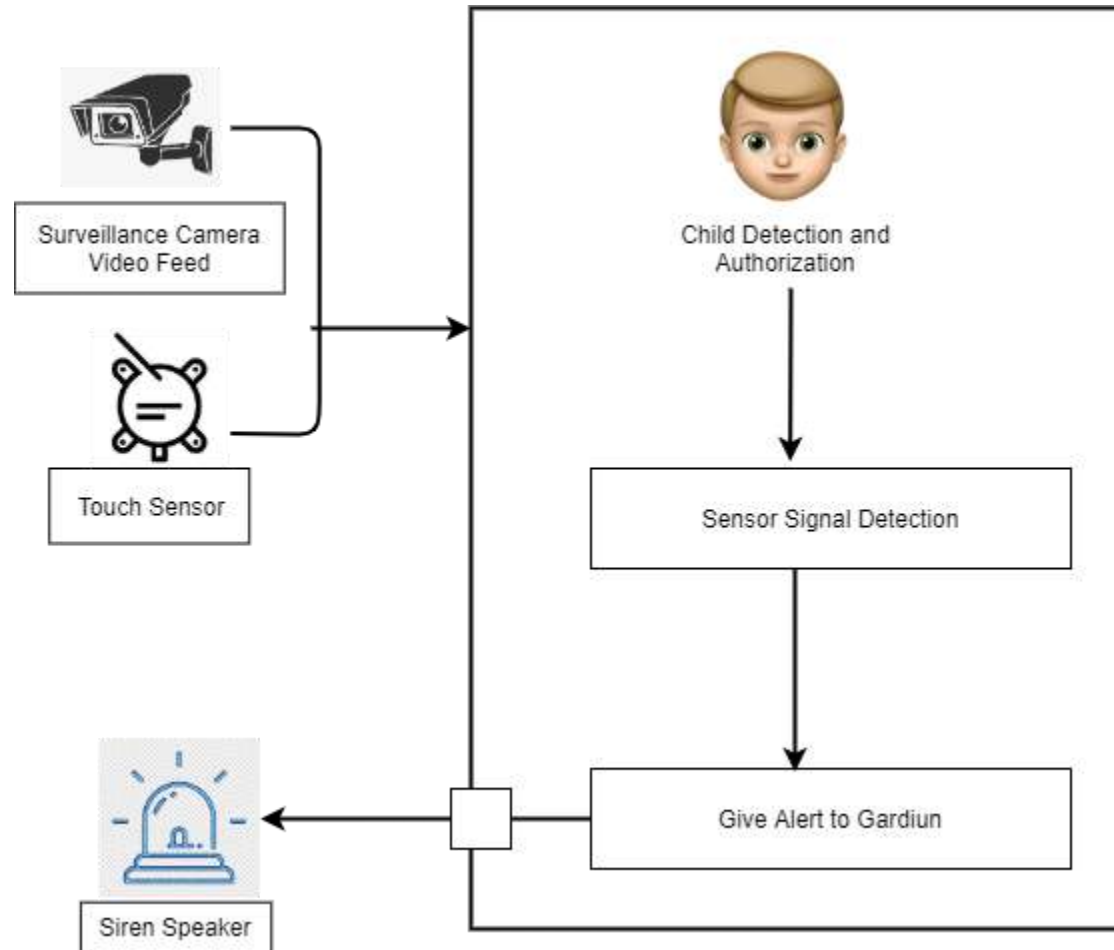 Surveillance Camera
Video Feed
Touch Sensor
Child Detection and
Authorization
Sensor Signal Detection
Give Alert to Gardiun
Siren Speaker